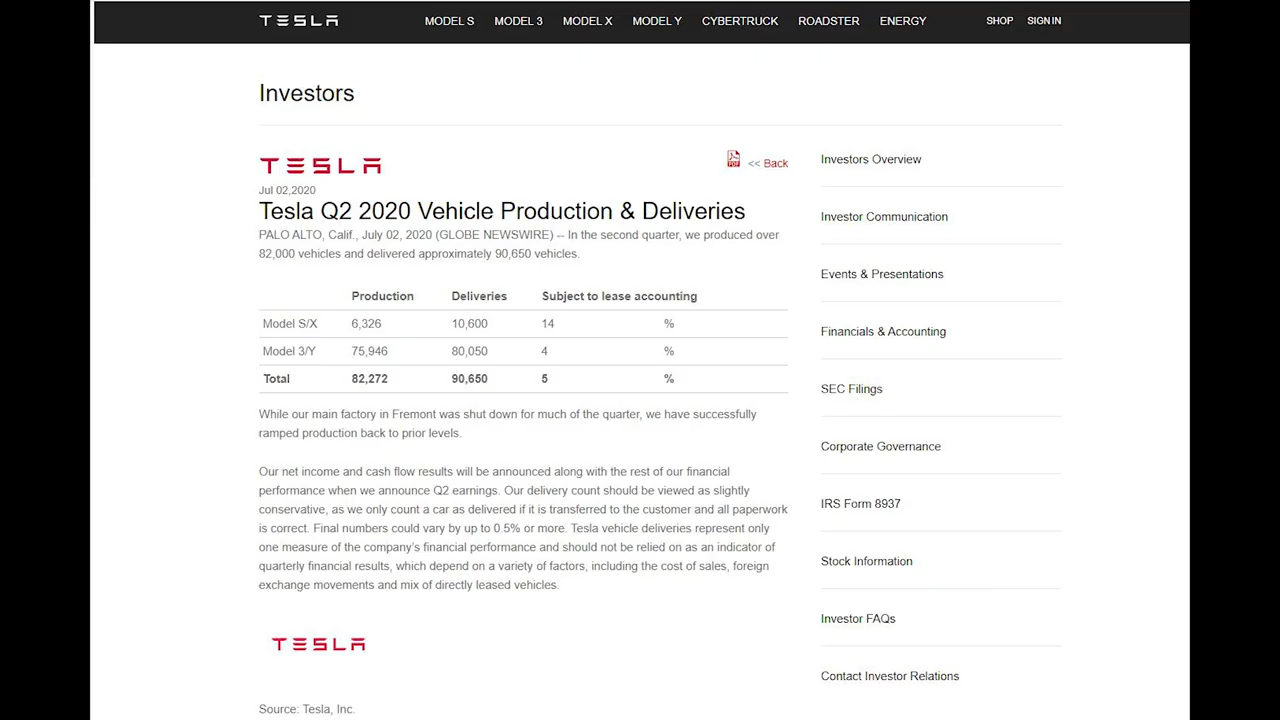 TESLA MODEL S MODEL 3 MODEL X MODEL Y CYBERTRUCK ROADSTER ENERGY SHOP SIGN IN
Investors
TESLA
PDF << Back
Jul 02,2020
Tesla Q2 2020 Vehicle Production & Deliveries
PALO ALTO, Calif., July 02, 2020 (GLOBE NEWSWIRE) -- In the second quarter, we produced over
82,000 vehicles and delivered approximately 90,650 vehicles.
Production Deliveries Subject to lease accounting
Model S/X 6,326 10,600 14 %
Model 3/Y 75,946 80,050 4 %
Total 82,272 90,650 5 %
While our main factory in Fremont was shut down for much of the quarter, we have successfully
ramped production back to prior levels.
Our net income and cash flow results will be announced along with the rest of our financial
performance when we announce Q2 earnings. Our delivery count should be viewed as slightly
conservative, as we only count a car as delivered if it is transferred to the customer and all paperwork
is correct. Final numbers could vary by up to 0.5% or more. Tesla vehicle deliveries represent only
one measure of the company's financial performance and should not be relied on as an indicator of
quarterly financial results, which depend on a variety of factors, including the cost of sales, foreign
exchange movements and mix of directly leased vehicles.
TESLA
Source: Tesla, Inc.
Investors Overview
Investor Communication
Events & Presentations
Financials & Accounting
SEC Filings
Corporate Governance
IRS Form 8937
Stock Information
Investor FAQs
Contact Investor Relations